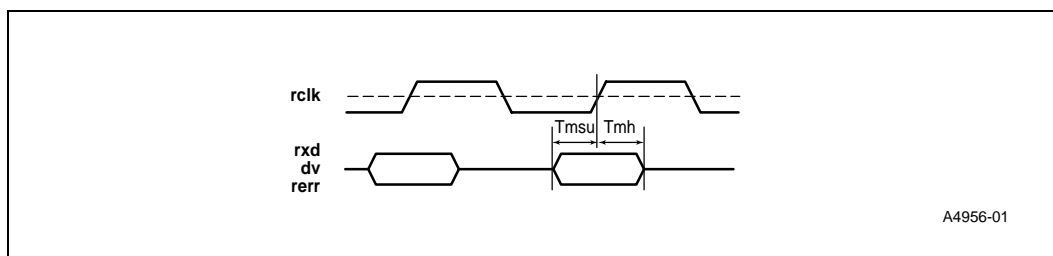 rclk
Tmsu Tmh
rxd
dv
rerr
A4956-01